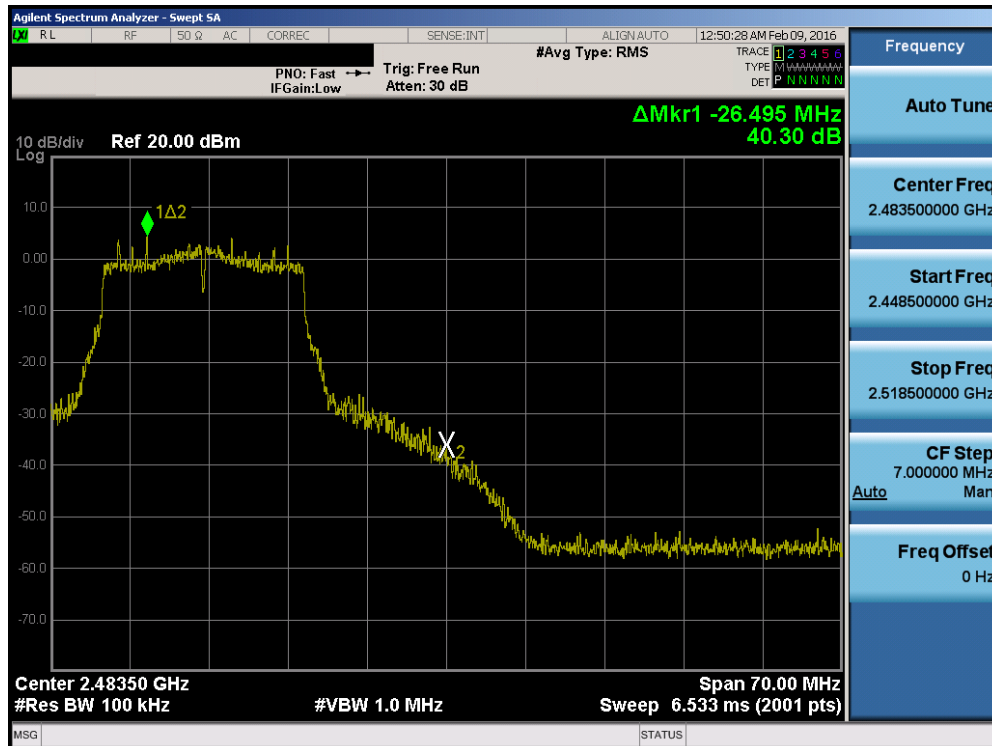 Agilent Spectrum Analyzer - Swept SA
LXI RL RF 50 Ω AC CORREC SENSE:INT ALIGN AUTO 12:50:28 AM Feb 09, 2016
PNO: Fast
IFGain:Low
Trig: Free Run
Atten: 30 dB
#Avg Type: RMS
TRACE 1 2 3 4 5 6
TYPE M W W W W W
DET P N N N N N
ΔMkr1 -26.495 MHz
40.30 dB
10 dB/div Ref 20.00 dBm
Log
10.0
0.00
-10.0
-20.0
-30.0
-40.0
-50.0
-60.0
-70.0
1Δ2
X2
Center 2.48350 GHz Span 70.00 MHz
#Res BW 100 kHz #VBW 1.0 MHz Sweep 6.533 ms (2001 pts)
MSG STATUS
Frequency
Auto Tune
Center Freq
2.483500000 GHz
Start Freq
2.448500000 GHz
Stop Freq
2.518500000 GHz
CF Step
7.000000 MHz
Auto Man
Freq Offset
0 Hz